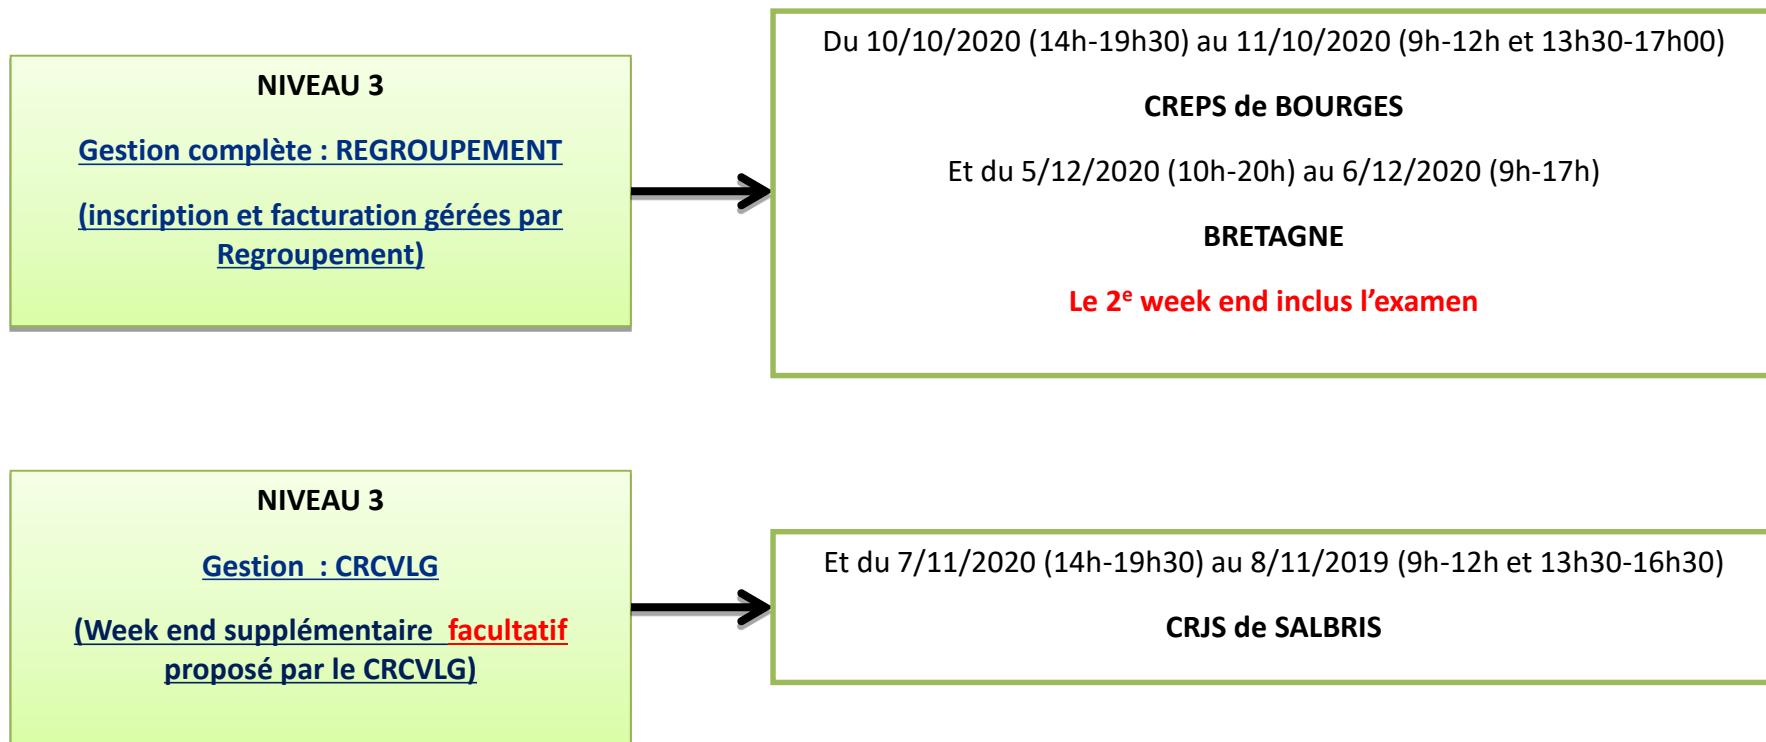 NIVEAU 3
Gestion complète : REGROUPEMENT
(inscription et facturation gérées par
Regroupement)
Du 10/10/2020 (14h-19h30) au 11/10/2020 (9h-12h et 13h30-17h00)
CREPS de BOURGES
Et du 5/12/2020 (10h-20h) au 6/12/2020 (9h-17h)
BRETAGNE
Le 2e week end inclus l’examen
NIVEAU 3
Gestion  : CRCVLG
(Week end supplémentaire  facultatif
proposé par le CRCVLG)
Et du 7/11/2020 (14h-19h30) au 8/11/2019 (9h-12h et 13h30-16h30)
CRJS de SALBRIS